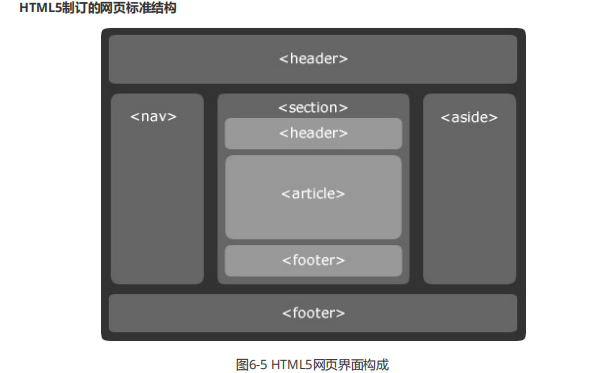 HTML5制订的网页标准结构
<header>
<nav>
<section>
<header>
<article>
<footer>
<aside>
<footer>
图6-5 HTML5网页界面构成